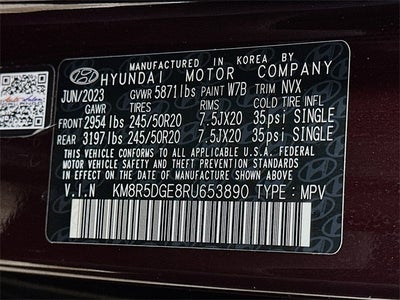 MANUFACTURED IN KOREA BY
HYUNDAI MOTOR COMPANY
JUN/2023 GVWR 5871 lbs PAINT W7B TRIM NVX
GAWR TIRES RIMS COLD TIRE INFL
FRONT 2954 lbs 245/50R20 7.5JX20 35psi SINGLE
REAR 3197 lbs 245/50R20 7.5JX20 35psi SINGLE
THIS VEHICLE CONFORMS TO ALL APPLICABLE U.S.A. FEDERAL
MOTOR VEHICLE SAFETY, BUMPER, AND THEFT PREVENTION
STANDARDS IN EFFECT ON THE DATE OF MANUFACTURE SHOWN ABOVE.
V.I.N KM8R5DGE8RU653890 TYPE : MPV